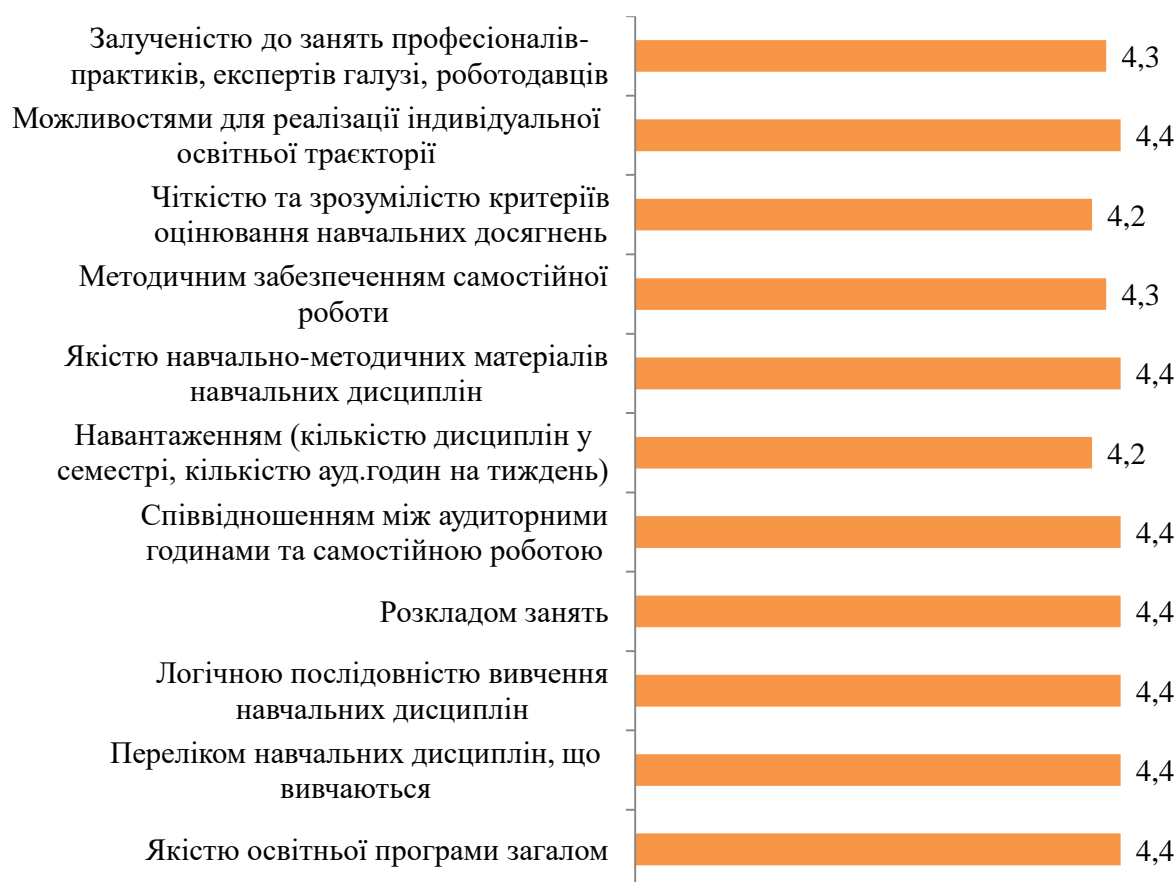 Залученістю до занять професіоналів-
практиків, експертів галузі, роботодавців
4,3
Можливостями для реалізації індивідуальної
освітньої траєкторії
4,4
Чіткістю та зрозумілістю критеріїв
оцінювання навчальних досягнень
4,2
Методичним забезпеченням самостійної
роботи
4,3
Якістю навчально-методичних матеріалів
навчальних дисциплін
4,4
Навантаженням (кількістю дисциплін у
семестрі, кількістю ауд.годин на тиждень)
4,2
Співвідношенням між аудиторними
годинами та самостійною роботою
4,4
Розкладом занять
4,4
Логічною послідовністю вивчення
навчальних дисциплін
4,4
Переліком навчальних дисциплін, що
вивчаються
4,4
Якістю освітньої програми загалом
4,4